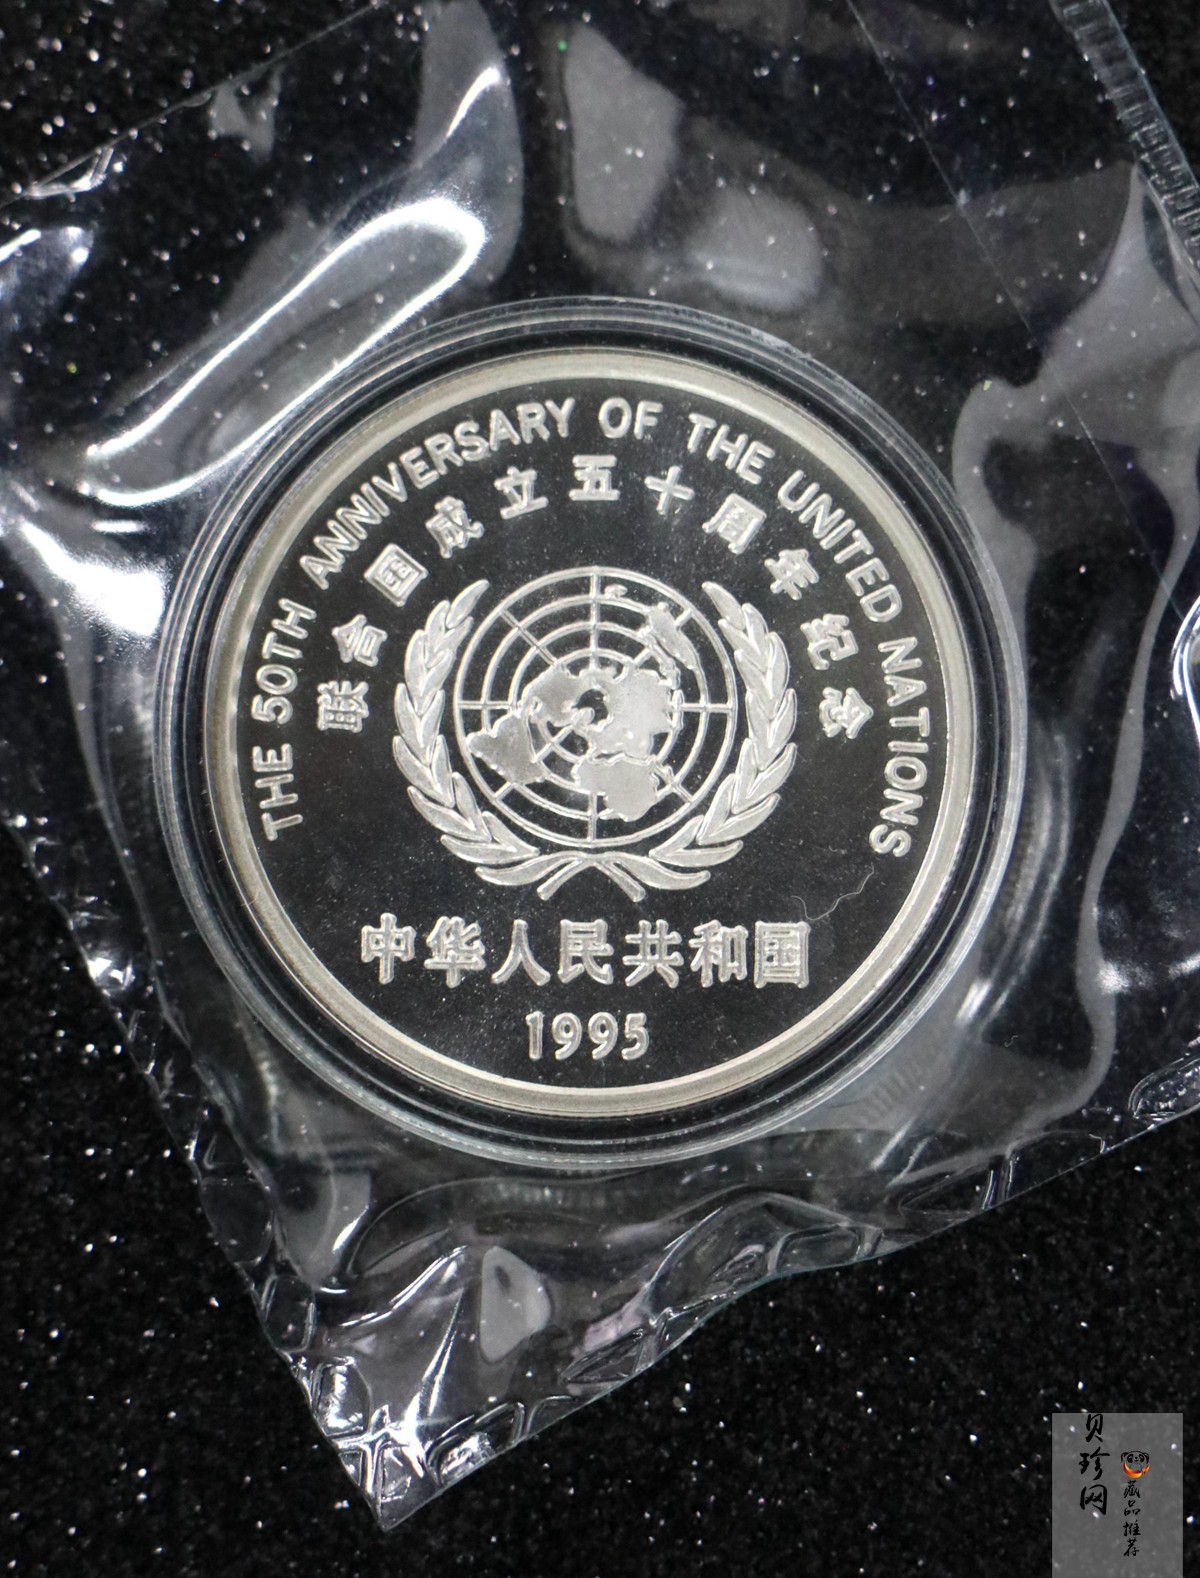 THE 50TH ANNIVERSARY OF THE UNITED NATIONS
联合国成立五十周年纪念
中华人民共和国
1995
贝珍网
藏品推荐